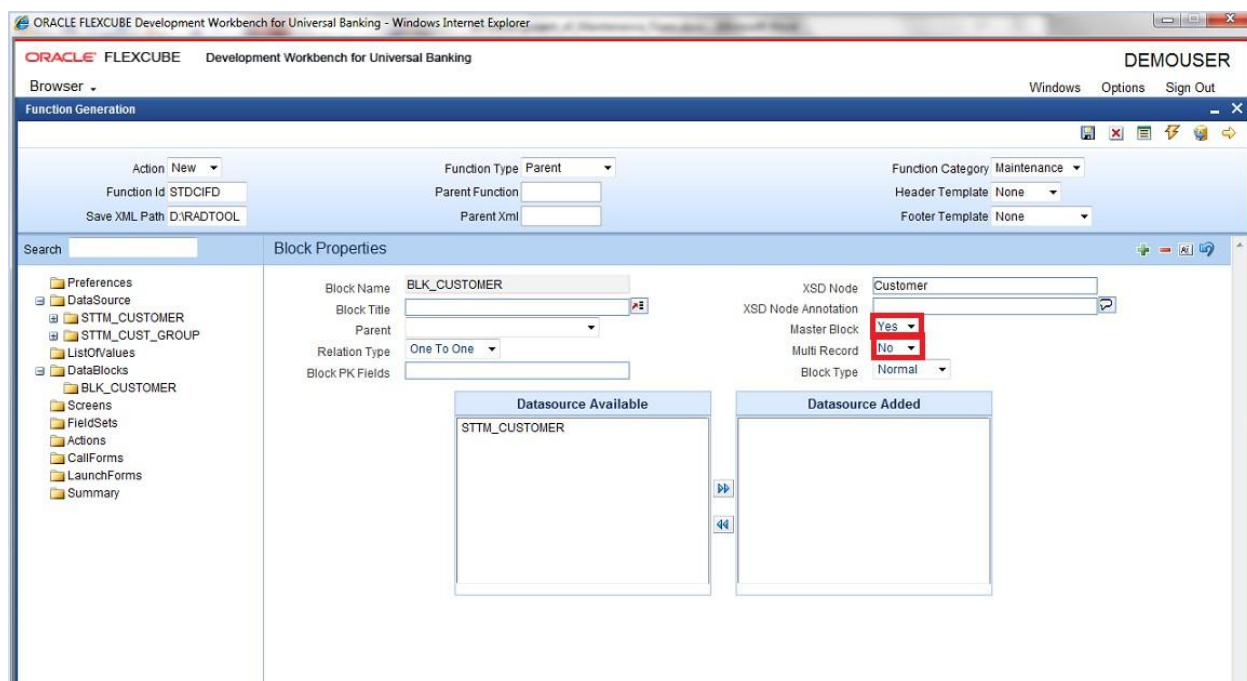 ORACLE FLEXCUBE Development Workbench for Universal Banking - Windows Internet Explorer
ORACLE FLEXCUBE Development Workbench for Universal Banking DEMOUSER
Browser Windows Options Sign Out
Function Generation
Action New Function Type Parent Function Category Maintenance
Function Id STDCIFD Parent Function Header Template None
Save XML Path D:\RADTOOL Parent Xml Footer Template None
Search Block Properties
Preferences
DataSource
STTM_CUSTOMER
STTM_CUST_GROUP
ListOfValues
DataBlocks
BLK_CUSTOMER
Screens
FieldSets
Actions
CallForms
LaunchForms
Summary
Block Name BLK_CUSTOMER XSD Node Customer
Block Title XSD Node Annotation
Parent Master Block Yes
Relation Type One To One Multi Record No
Block PK Fields Block Type Normal
Datasource Available Datasource Added
STTM_CUSTOMER